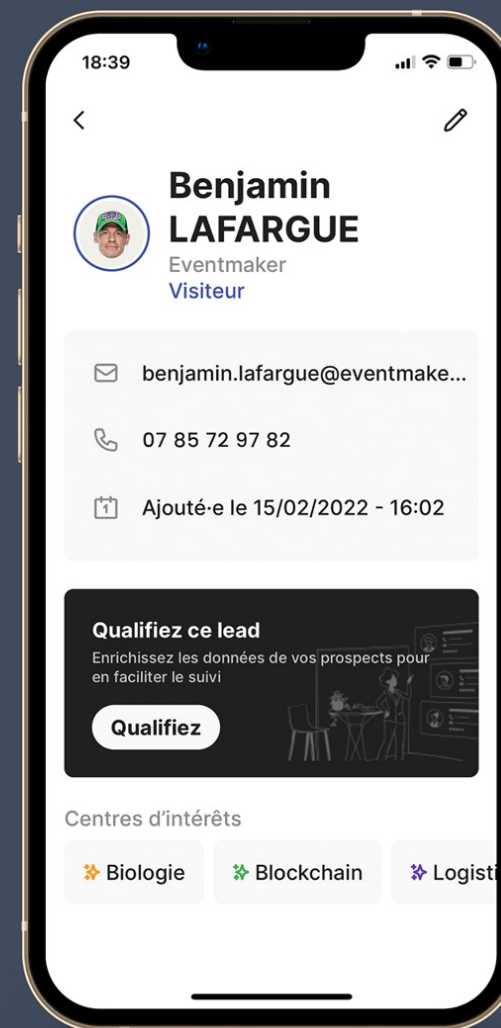 18:39
Benjamin
LAFARGUE
Eventmaker
Visiteur
benjamin.lafargue@eventmake...
07 85 72 97 82
1
Ajouté·e le 15/02/2022 - 16:02
Qualifiez ce lead
Enrichissez les données de vos prospects pour
en faciliter le suivi
Qualifiez
Centres d'intérêts
Biologie
Blockchain
Logisti